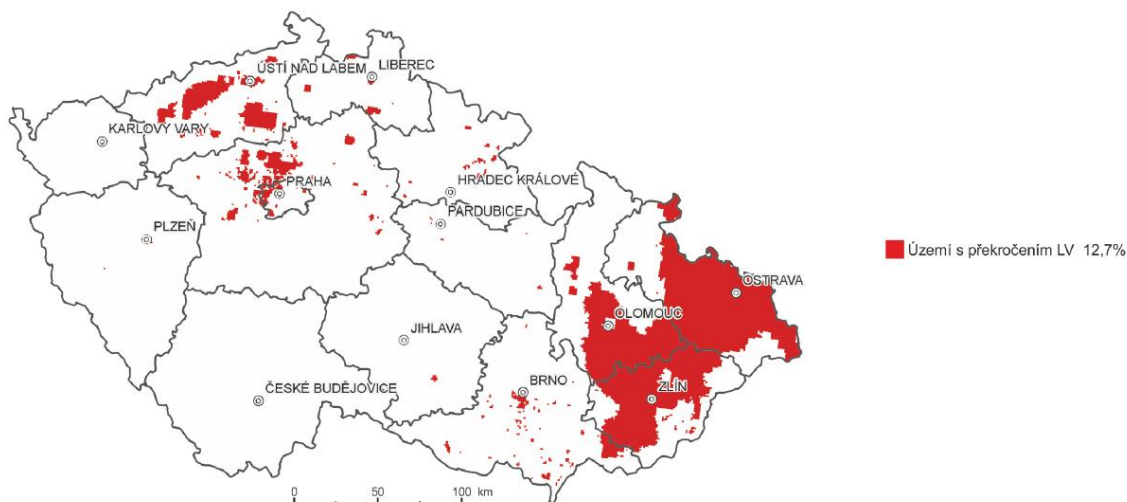 ÚSTÍ NAD LABEM
LIBEREC
KARLOVY VARY
HRADEC KRÁLOVÉ
PRAHA
PARDUBICE
PLZEŇ
Území s překročením LV 12,7%
OSTRAVA
OLOMOUC
JIHLAVA
BRNO
ČESKÉ BUDĚJOVICE
ZLÍN
0 50 100 km